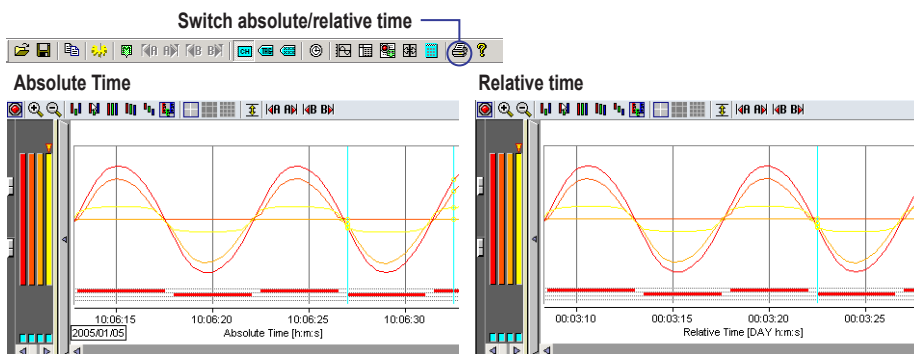 Switch absolute/relative time
A A B B CH TAG
Absolute Time
Relative time
A A B B
A A B B
10:06:15 10:06:20 10:06:25 10:06:30
2005/01/05 Absolute Time [h:m:s]
00:03:10 00:03:15 00:03:20 00:03:25
Relative Time [DAY h:m:s]